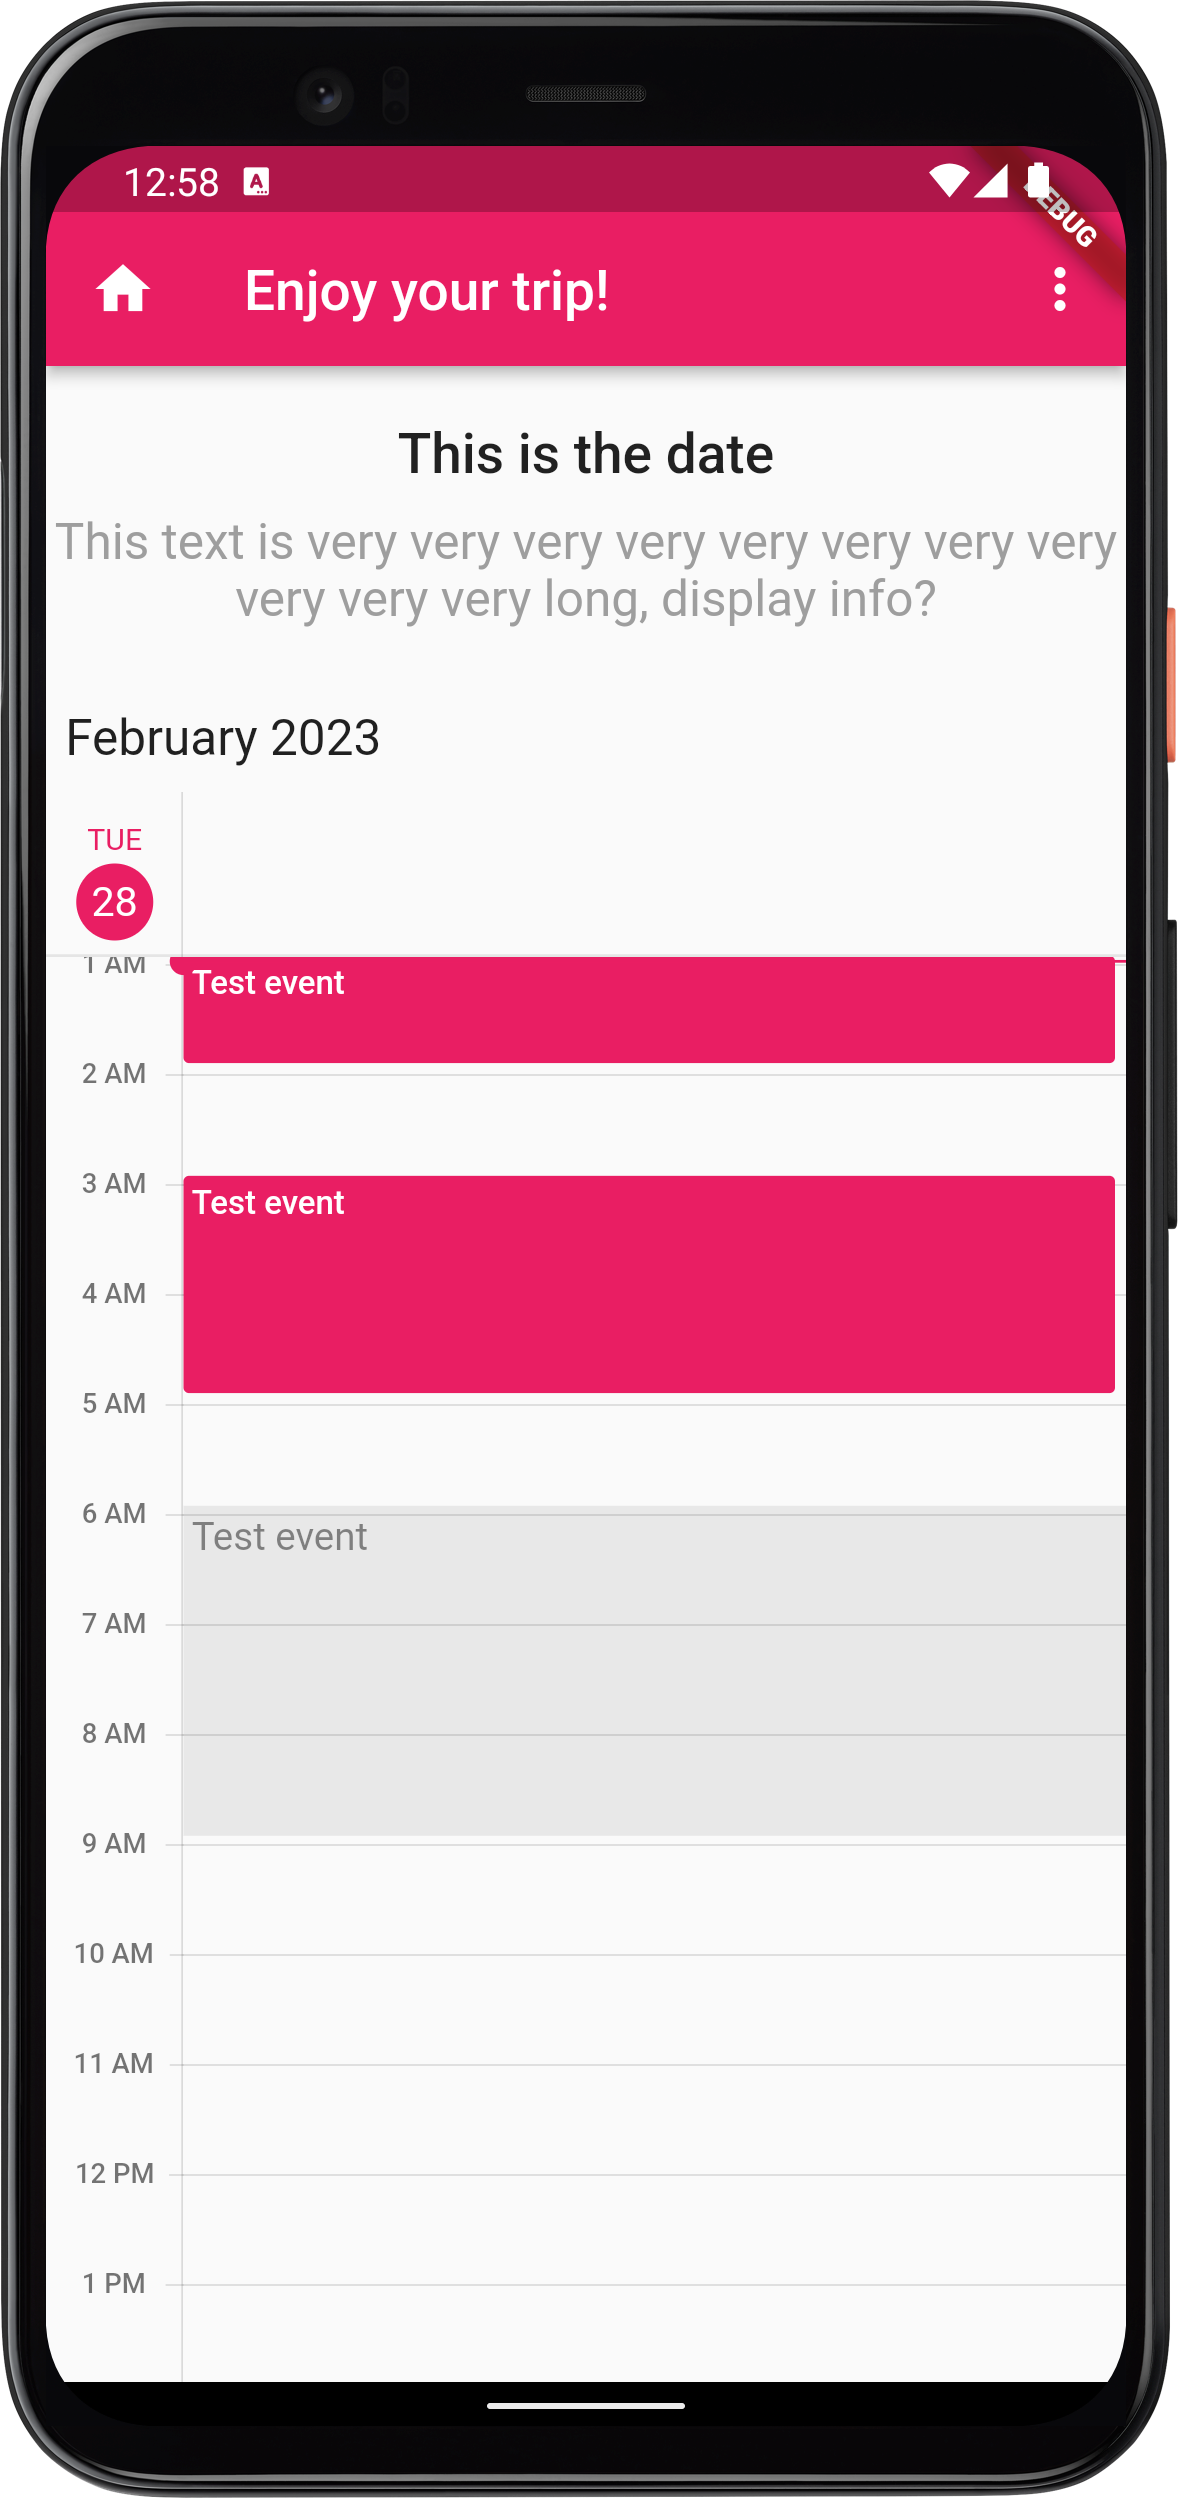 12:58
DEBUG
Enjoy your trip!
This is the date
This text is very very very very very very very very
very very very long, display info?
February 2023
TUE
28
1 AM
Test event
2 AM
3 AM
Test event
4 AM
5 AM
6 AM
Test event
7 AM
8 AM
9 AM
10 AM
11 AM
12 PM
1 PM